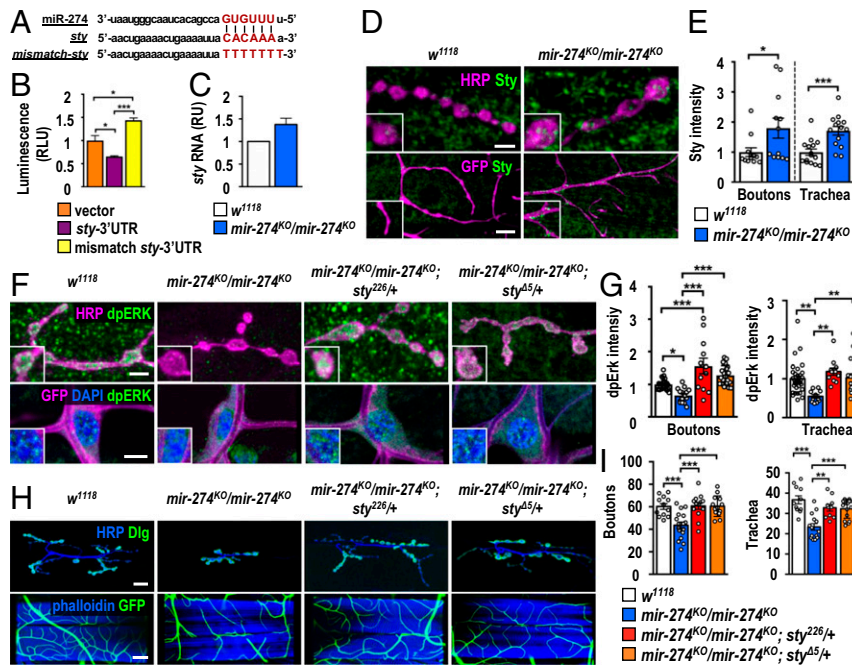 A
miR-274 3'-uaaugggcaaucacagccaGUGUUUu-5'
sty 5'-aacugaaaacugaaaauuaCACAAAa-3'
mismatch-sty 5'-aacugaaaacugaaaauuaTTTTTTT-3'
B
Luminescence (RLU)
2
1.5
1
0.5
0
*
*
***
vector
sty-3'UTR
mismatch sty-3'UTR
C
sty RNA (RU)
2
1.5
1
0.5
0
w1118
mir-274KO/mir-274KO
D
w1118
mir-274KO/mir-274KO
HRP Sty
GFP Sty
E
Sty intensity
4
3
2
1
0
*
***
Boutons
Trachea
w1118
mir-274KO/mir-274KO
F
w1118
mir-274KO/mir-274KO
mir-274KO/mir-274KO;
sty226/+
mir-274KO/mir-274KO;
styΔ5/+
HRP dpERK
GFP DAPI dpERK
G
dpErk intensity
4
3
2
1
0
***
***
***
*
Boutons
dpErk intensity
4
3
2
1
0
**
**
**
Trachea
H
w1118
mir-274KO/mir-274KO
mir-274KO/mir-274KO;
sty226/+
mir-274KO/mir-274KO;
styΔ5/+
HRP Dlg
phalloidin GFP
I
Boutons
100
80
60
40
20
0
***
***
***
Trachea
50
40
30
20
10
0
***
***
**
w1118
mir-274KO/mir-274KO
mir-274KO/mir-274KO; sty226/+
mir-274KO/mir-274KO; styΔ5/+